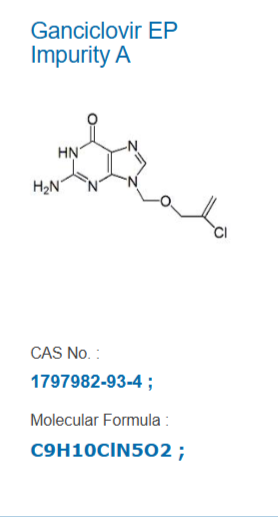 Ganciclovir EP
Impurity A
O
HN
N
H2N
N
N
O
Cl
CAS No. :
1797982-93-4 ;
Molecular Formula :
C9H10ClN5O2 ;